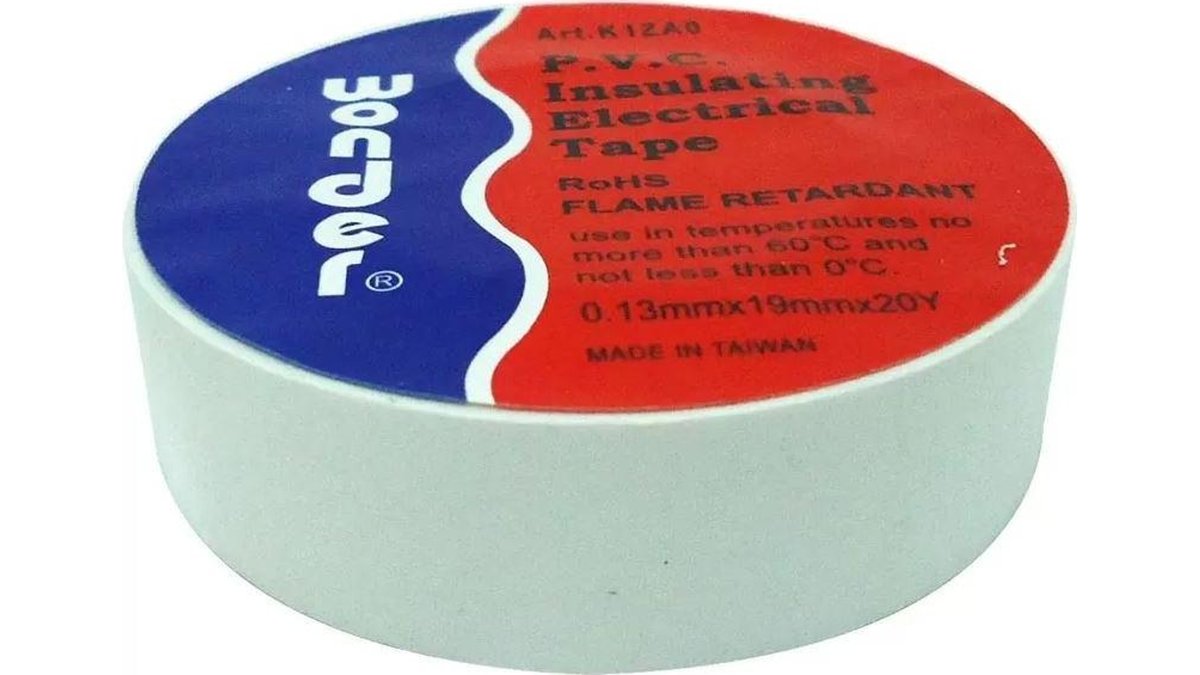 wonder®
Art.K1ZA0
P.V.C.
Insulating
Electrical
Tape
RoHS
FLAME RETARDANT
use in temperatures no
more than 60°C and
not less than 0°C.
0.13mmx19mmx20Y
MADE IN TAIWAN